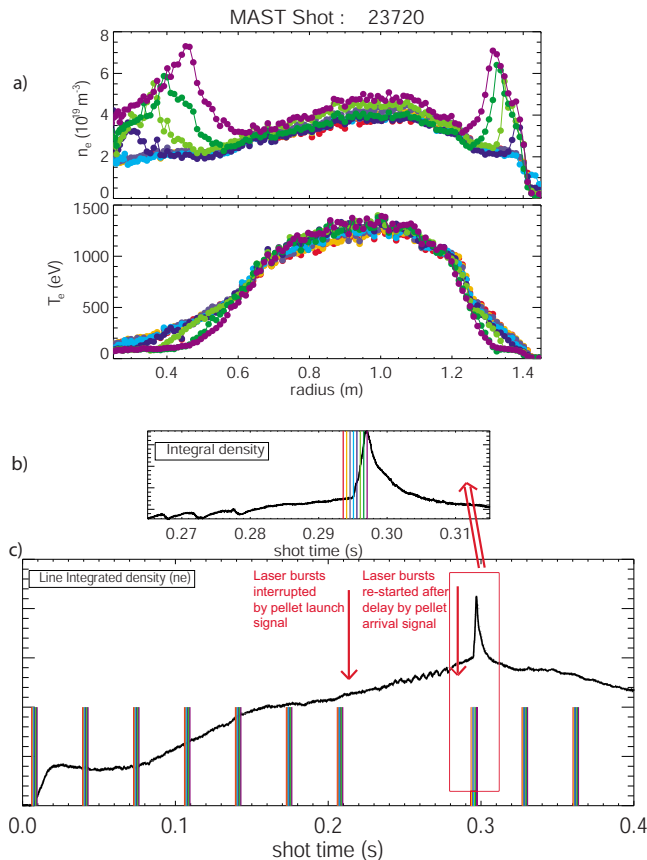 MAST Shot : 23720
a)
8
6
4
2
0
n_e (10^19 m^-3)
1500
1000
500
0
T_e (eV)
0.4 0.6 0.8 1.0 1.2 1.4
radius (m)
b)
Integral density
0.27 0.28 0.29 0.30 0.31
shot time (s)
c)
Line Integrated density (ne)
Laser bursts
interrupted
by pellet launch
signal
Laser bursts
re-started after
delay by pellet
arrival signal
0.0 0.1 0.2 0.3 0.4
shot time (s)